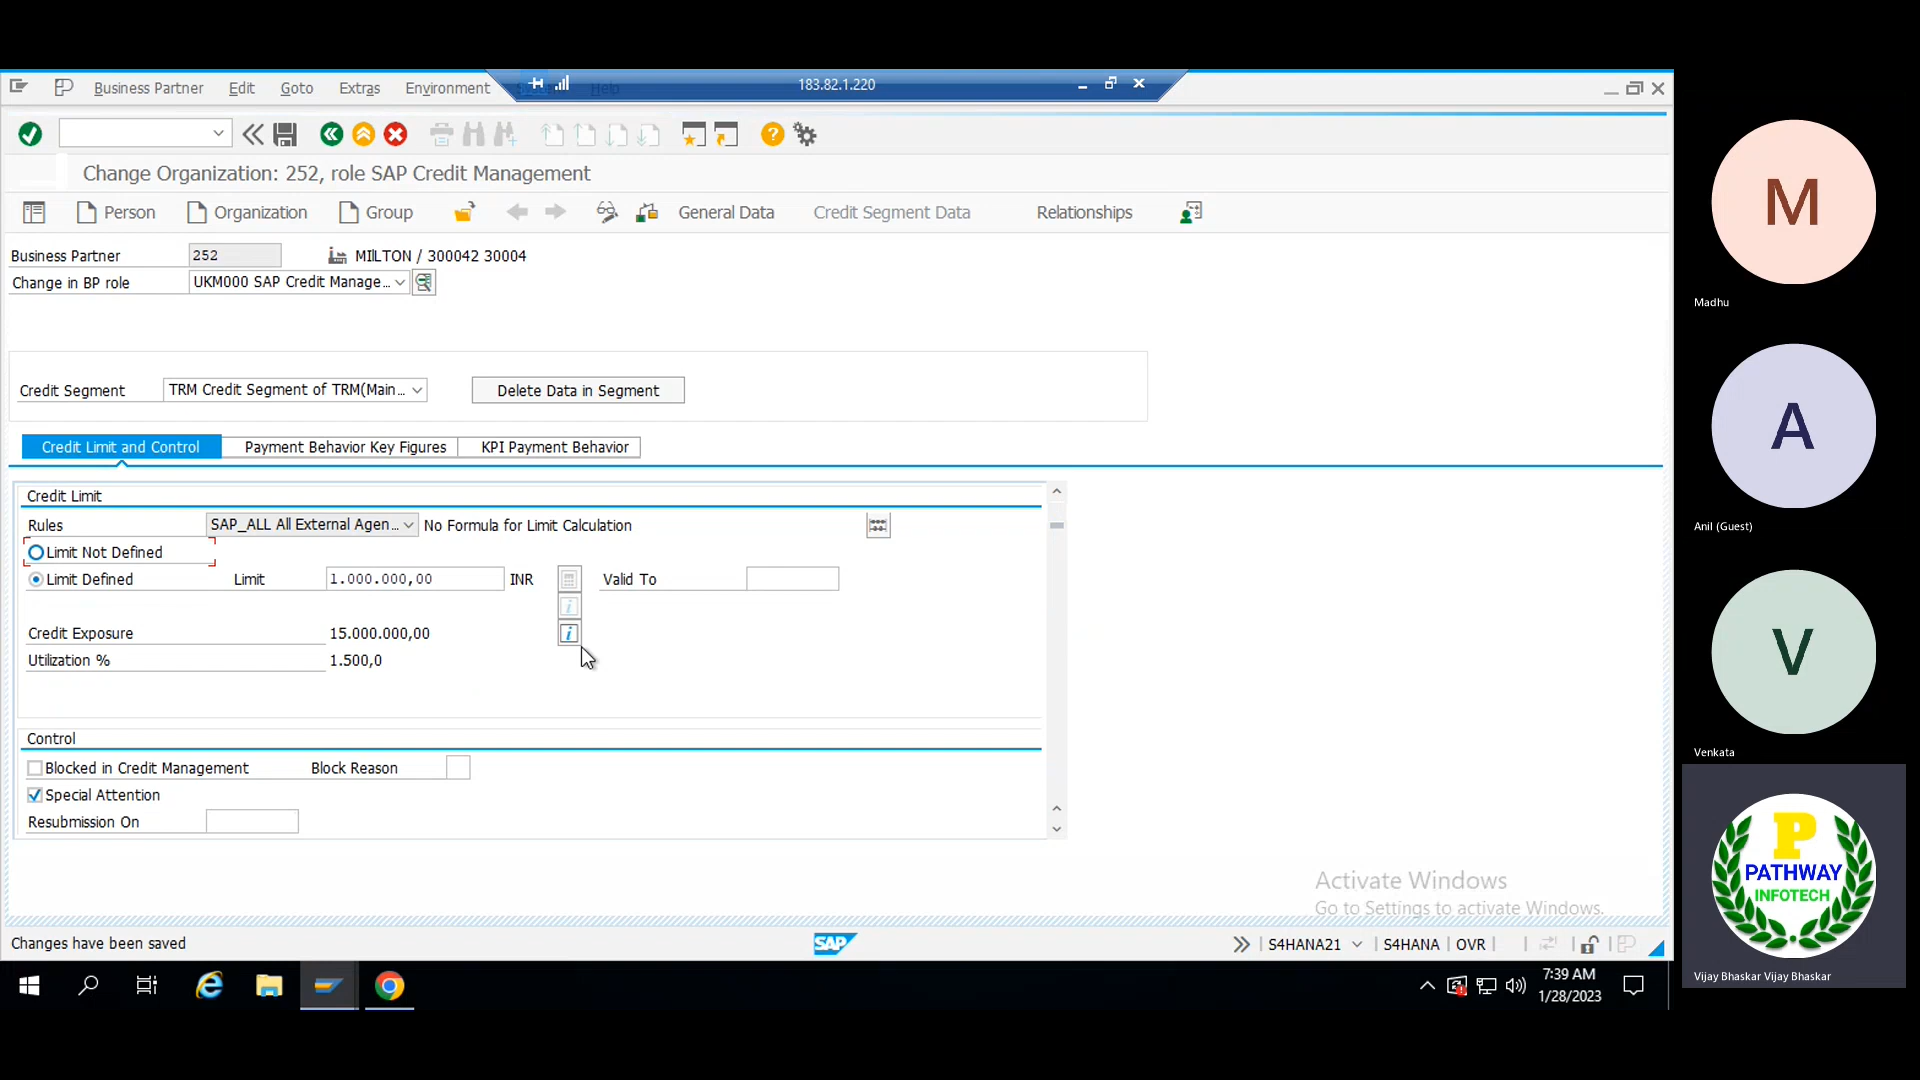 Business Partner Edit Goto Extras Environment Help
183.82.1.220
Change Organization: 252, role SAP Credit Management
Person Organization Group General Data Credit Segment Data Relationships
Business Partner 252 MIILTON / 300042 30004
Change in BP role UKM000 SAP Credit Manage...
Credit Segment TRM Credit Segment of TRM(Main... Delete Data in Segment
Credit Limit and Control Payment Behavior Key Figures KPI Payment Behavior
Credit Limit
Rules SAP_ALL All External Agen... No Formula for Limit Calculation
Limit Not Defined
Limit Defined Limit 1.000.000,00 INR Valid To
Credit Exposure 15.000.000,00
Utilization % 1.500,0
Control
Blocked in Credit Management Block Reason
Special Attention
Resubmission On
Activate Windows
Go to Settings to activate Windows.
Changes have been saved SAP S4HANA21 S4HANA OVR
7:39 AM
1/28/2023
M
Madhu
A
Anil (Guest)
V
Venkata
P
PATHWAY
INFOTECH
Vijay Bhaskar Vijay Bhaskar